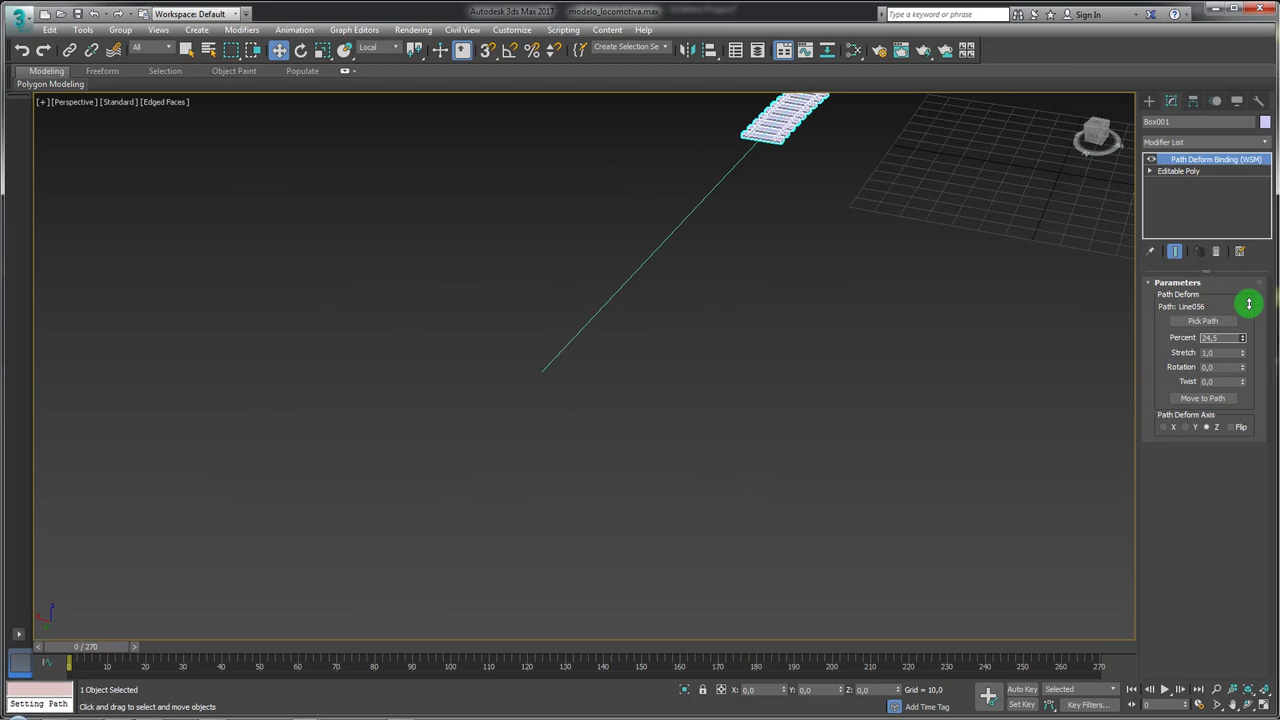 Workspace: Default
Autodesk 3ds Max 2017    modelo_locomotiva.max
Type a keyword or phrase
Sign In
Edit Tools Group Views Create Modifiers Animation Graph Editors Rendering Civil View Customize Scripting Content Help
All
Local
Create Selection Se
Modeling Freeform Selection Object Paint Populate
Polygon Modeling
[+] [Perspective] [Standard] [Edged Faces]
Box001
Modifier List
Path Deform Binding (WSM)
Editable Poly
Parameters
Path Deform
Path: Line056
Pick Path
Percent 24,5
Stretch 1,0
Rotation 0,0
Twist 0,0
Move to Path
Path Deform Axis
X Y Z Flip
z
0 / 270
0 10 20 30 40 50 60 70 80 90 100 110 120 130 140 150 160 170 180 190 200 210 220 230 240 250 260 270
1 Object Selected
X: 0,0 Y: 0,0 Z: 0,0 Grid = 10,0
Auto Key Selected
Setting Path
Click and drag to select and move objects
Add Time Tag
Set Key Key Filters...
0